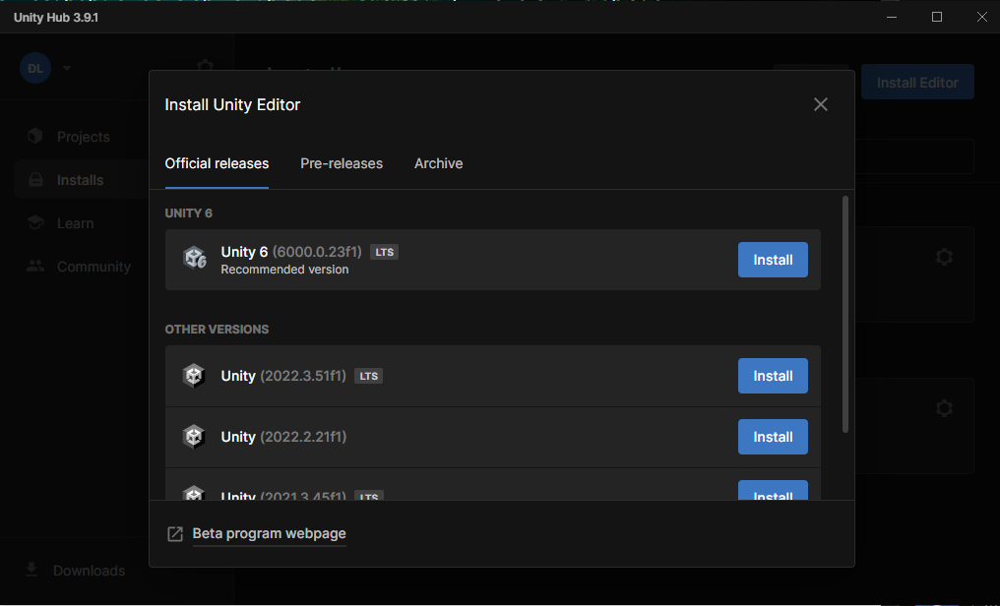 Unity Hub 3.9.1
ĐL
Install Editor
Projects
Installs
Learn
Community
Downloads
Install Unity Editor
Official releases Pre-releases Archive
UNITY 6
Unity 6 (6000.0.23f1) LTS
Recommended version
Install
OTHER VERSIONS
Unity (2022.3.51f1) LTS
Install
Unity (2022.2.21f1)
Install
Unity (2021.3.45f1) LTS
Install
Beta program webpage